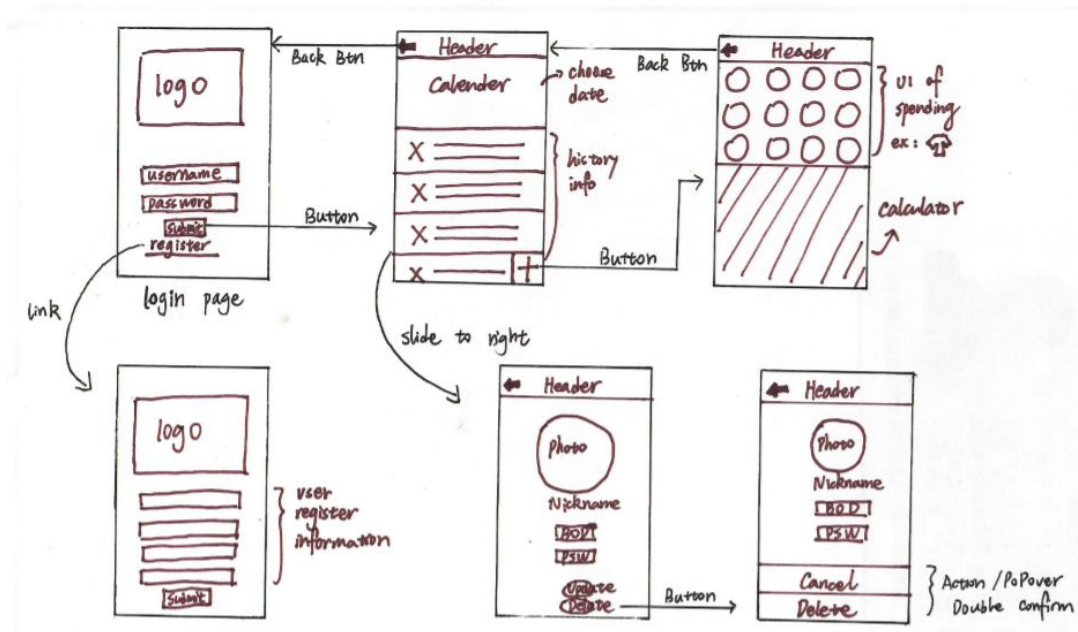 logo
username
password
Submit
register
login page
Back Btn
Header
Calender
choose
date
history
info
Button
Back Btn
Header
UI of
spending
ex:
Calculator
Button
link
slide to right
logo
user
register
information
Submit
Header
Photo
Nickname
BOD
PSW
Update
Delete
Button
Header
Photo
Nickname
BOD
PSW
Cancel
Delete
Action / PoPover
Double Confirm